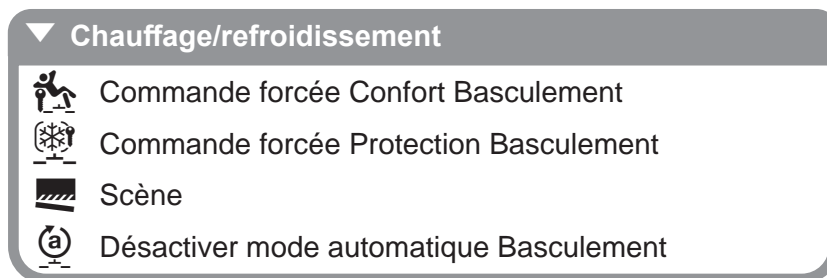 Chauffage/refroidissement
Commande forcée Confort Basculement
Commande forcée Protection Basculement
Scène
Désactiver mode automatique Basculement